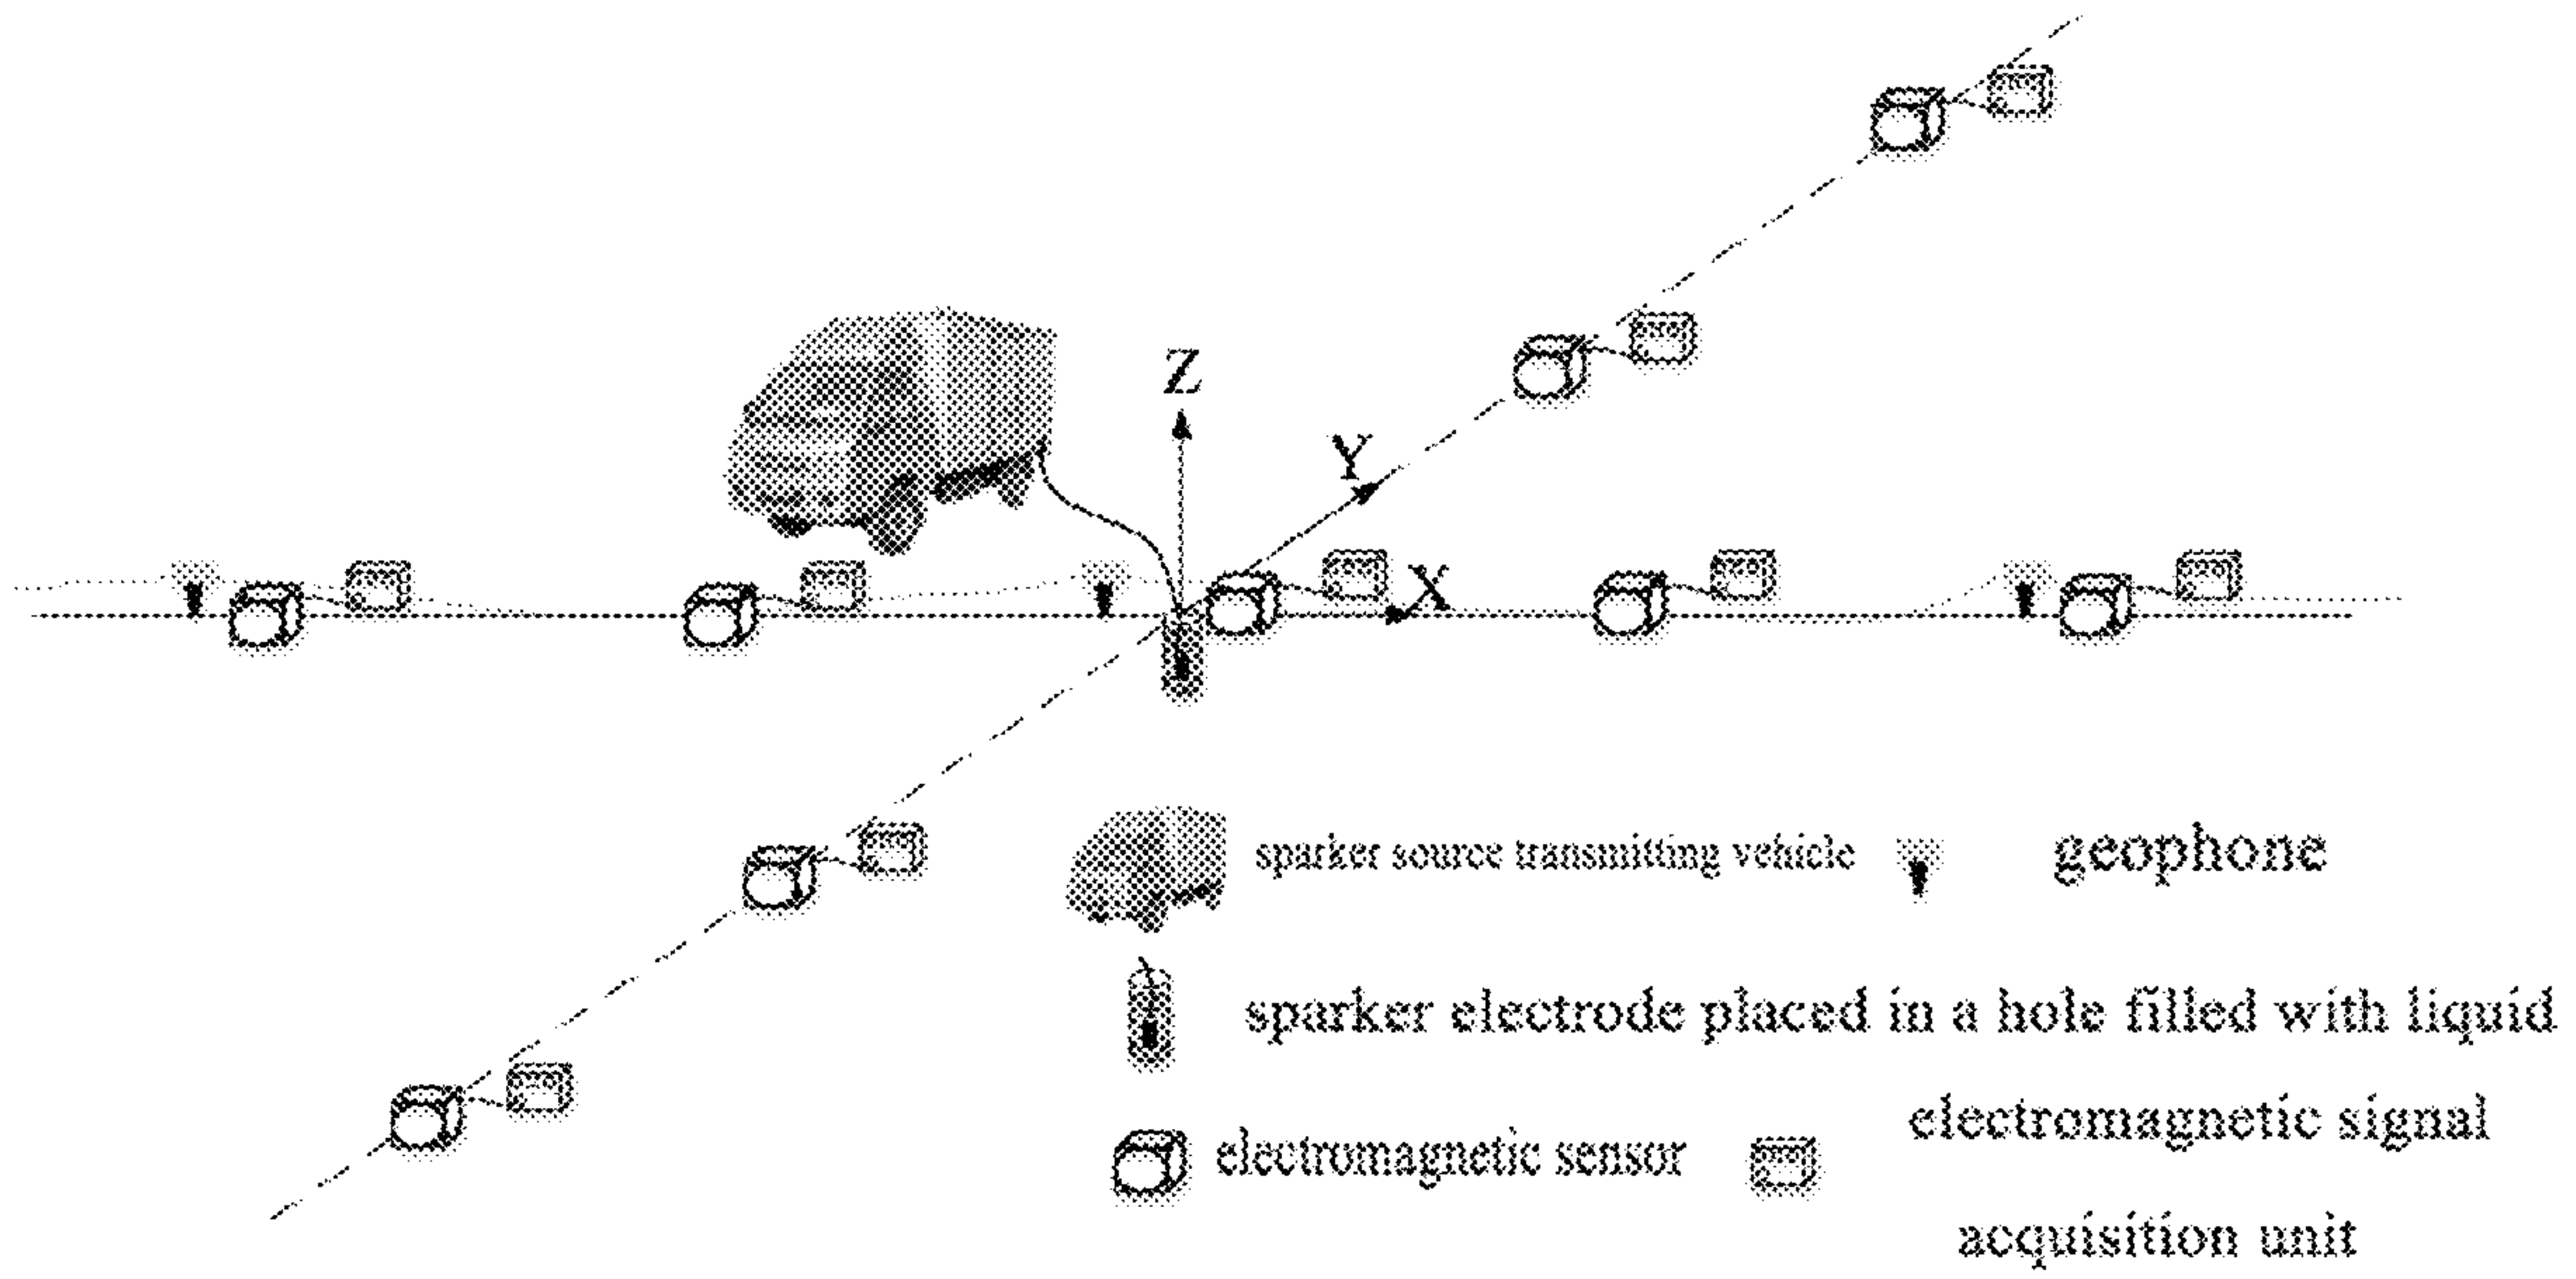 Z
Y
X
sparker source transmitting vehicle
geophone
sparker electrode placed in a hole filled with liquid
electromagnetic sensor
electromagnetic signal
acquisition unit